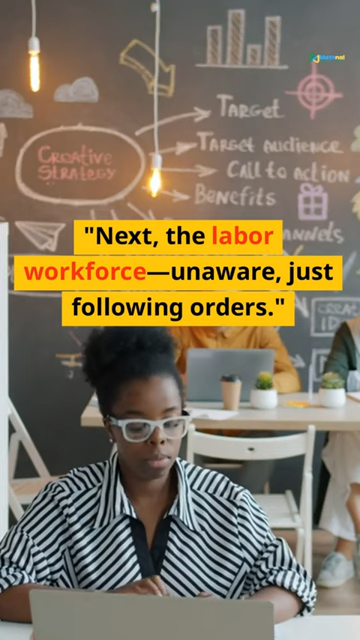 Target
Creative
Strategy
Target audience
Call to action
Benefits
"Next, the labor
workforce—unaware, just
following orders."